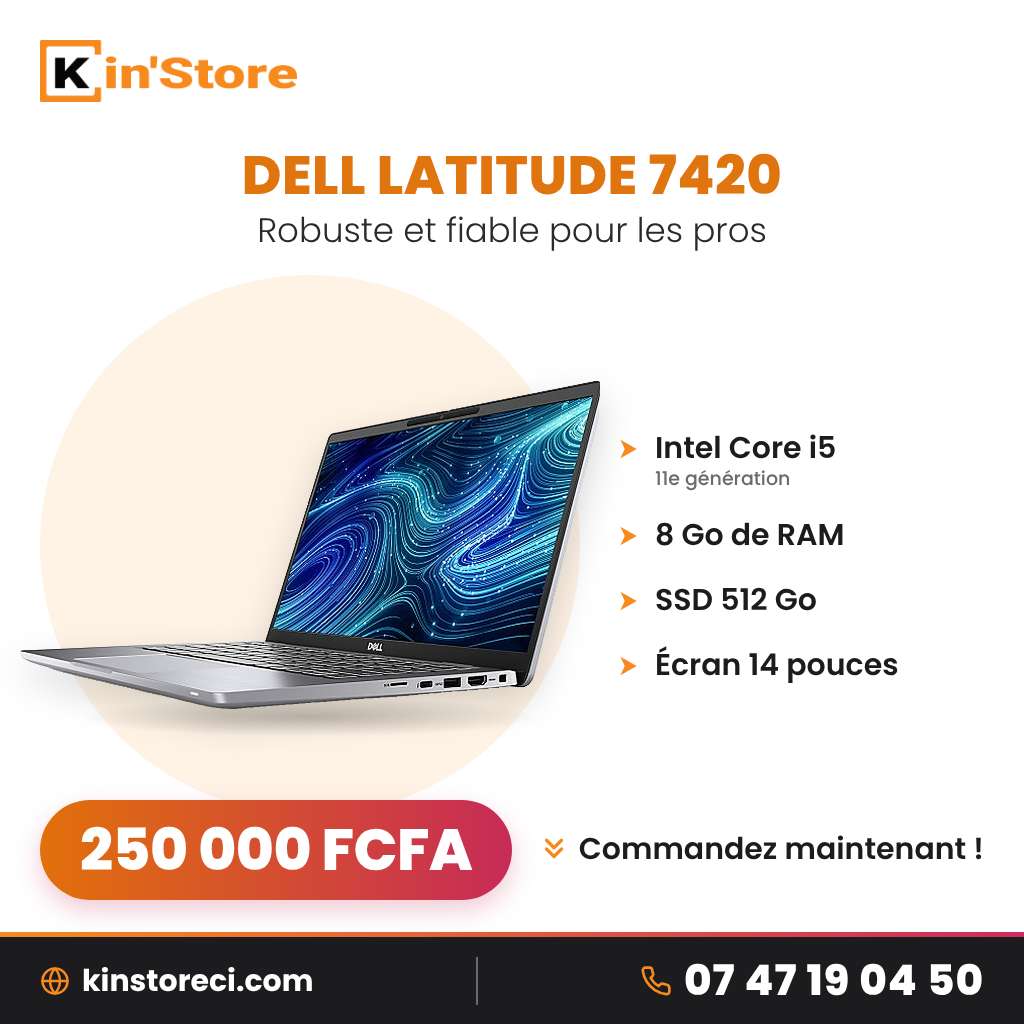 Kin'Store
DELL LATITUDE 7420
Robuste et fiable pour les pros
Intel Core i5
11e génération
8 Go de RAM
SSD 512 Go
Écran 14 pouces
DELL
250 000 FCFA
Commandez maintenant !
kinstoreci.com
07 47 19 04 50